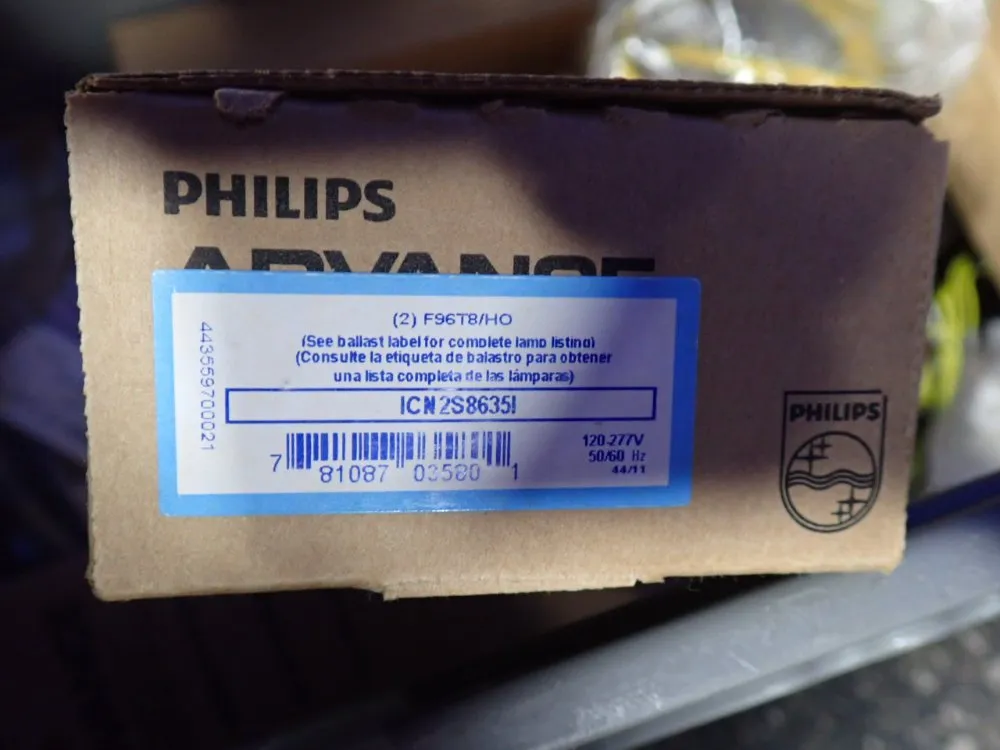 PHILIPS
ADVANCE
(2) F96T8/HO
(See ballast label for complete lamp listing)
(Consulte la etiqueta de balastro para obtener
una lista completa de las lámparas)
ICN2S8635I
443559700021
7 81087 03580 1
120-277V
50/60 Hz
44/11
PHILIPS